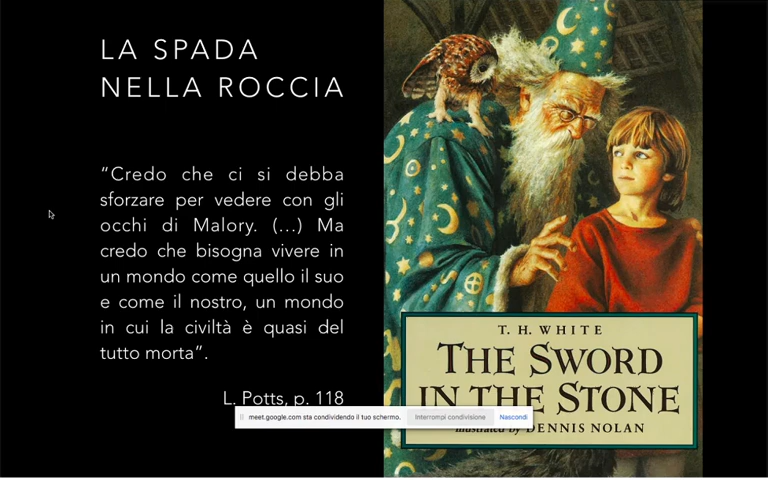 LA SPADA
NELLA ROCCIA
“Credo che ci si debba
sforzare per vedere con gli
occhi di Malory. (…) Ma
credo che bisogna vivere in
un mondo come quello il suo
e come il nostro, un mondo
in cui la civiltà è quasi del
tutto morta”.
L. Potts, p. 118
T. H. WHITE
THE SWORD
IN THE STONE
illustrated by DENNIS NOLAN
meet.google.com sta condividendo il tuo schermo. Interrompi condivisione Nascondi